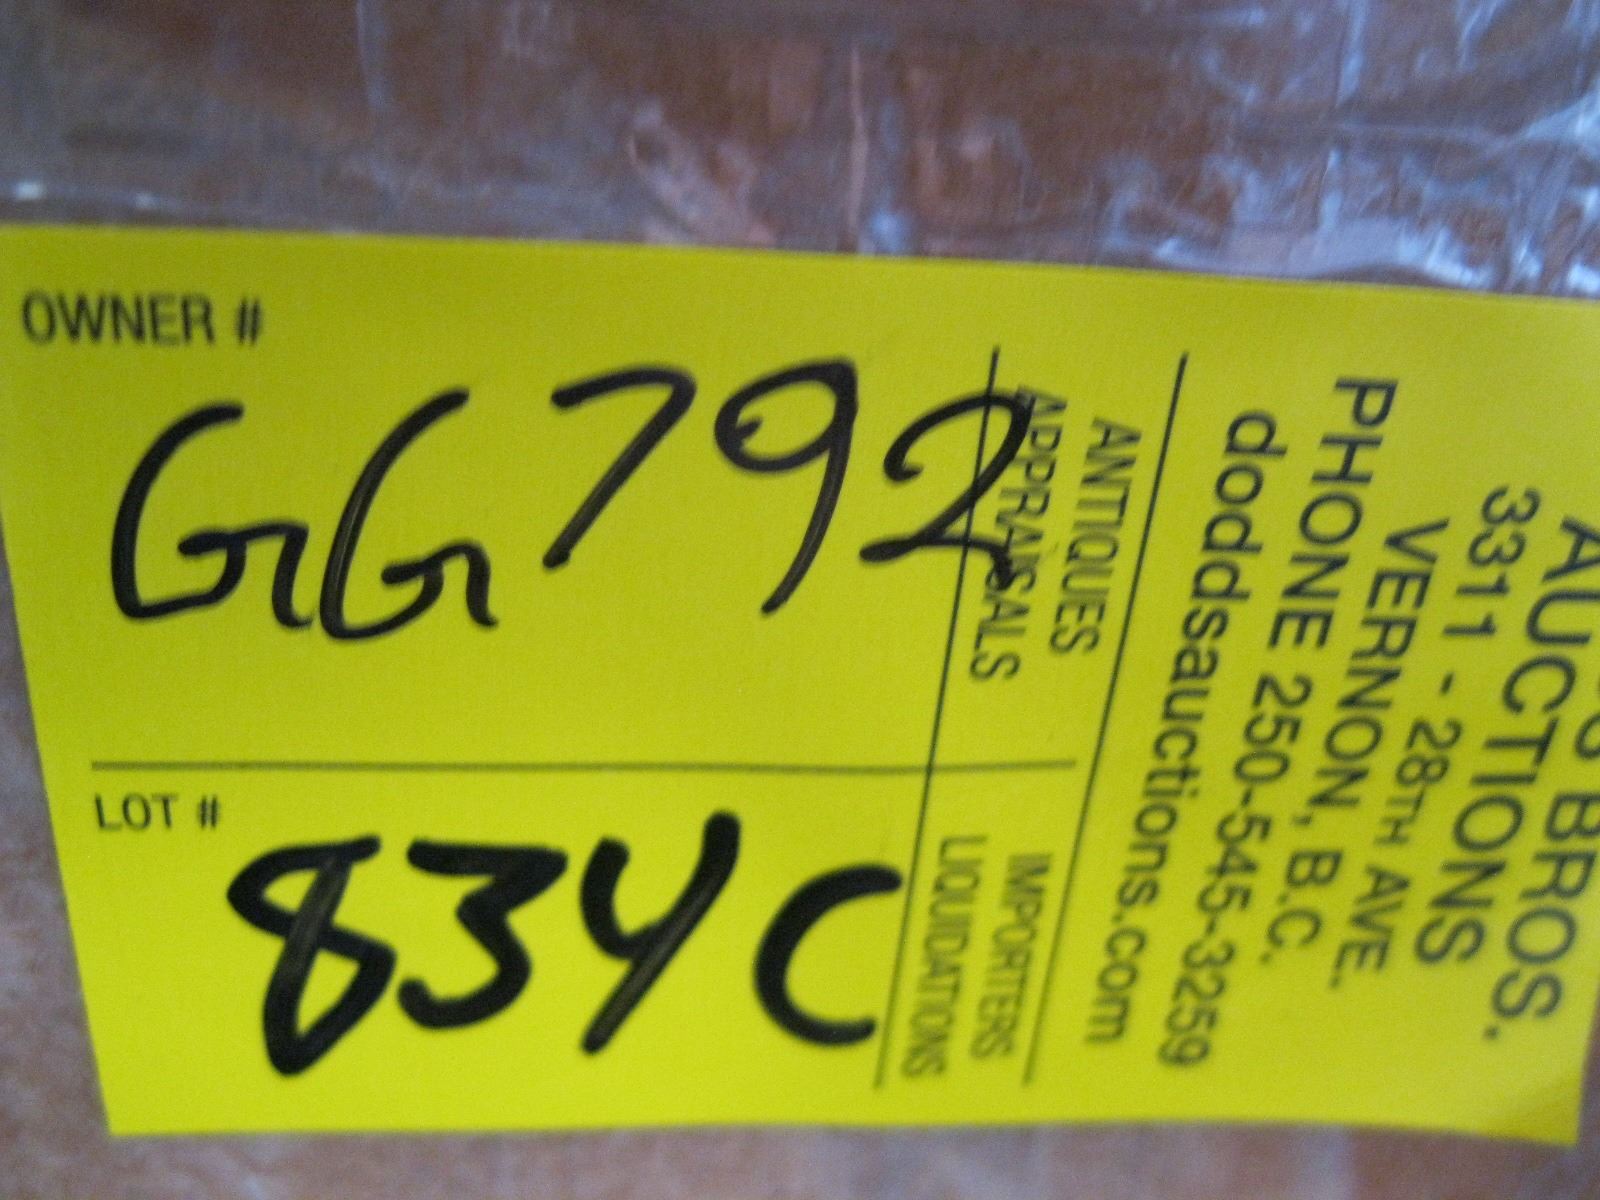 OWNER #
GG792
LOT #
834C
ANTIQUES
APPRAISALS
IMPORTERS
LIQUIDATIONS
BROS.
AUCTIONS
3311 - 28TH AVE.
VERNON, B.C.
PHONE 250-545-3259
doddsauctions.com